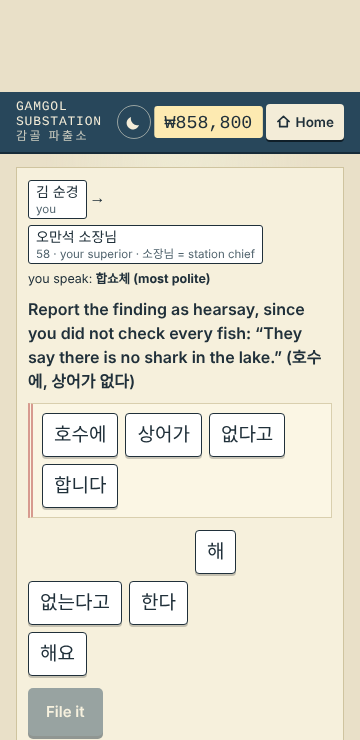 GAMGOL
SUBSTATION
감골 파출소
₩858,800
Home
김 순경
you
→
오만석 소장님
58 · your superior · 소장님 = station chief
you speak: 합쇼체 (most polite)
Report the finding as hearsay, since
you did not check every fish: “They
say there is no shark in the lake.” (호수
에, 상어가 없다)
호수에 상어가 없다고
합니다
해
없는다고 한다
해요
File it